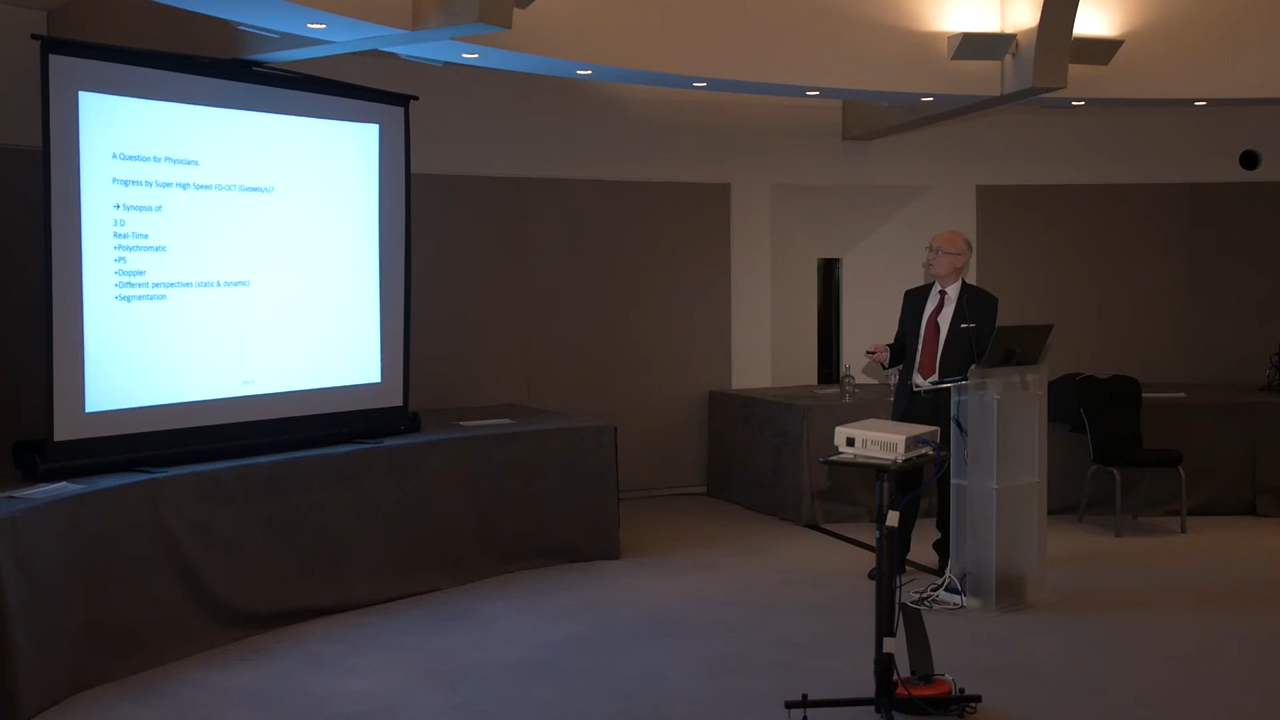 A Question for Physicians:
Progress by Super High Speed FD-OCT (Gvoxels/s)?
→ Synopsis of:
3 D
Real-Time
+Polychromatic
+PS
+Doppler
+Different perspectives (static & dynamic)
+Segmentation